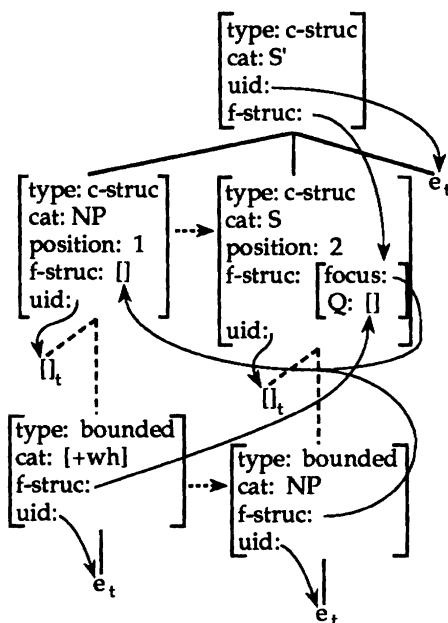 type: c-struc
cat: S'
uid:
f-struc:
e t
type: c-struc
cat: NP
position: 1
f-struc: []
uid:
[] t
type: c-struc
cat: S
position: 2
f-struc: [focus:
Q: []
uid:
[] t
type: bounded
cat: [+wh]
f-struc:
uid:
e t
type: bounded
cat: NP
f-struc:
uid:
e t